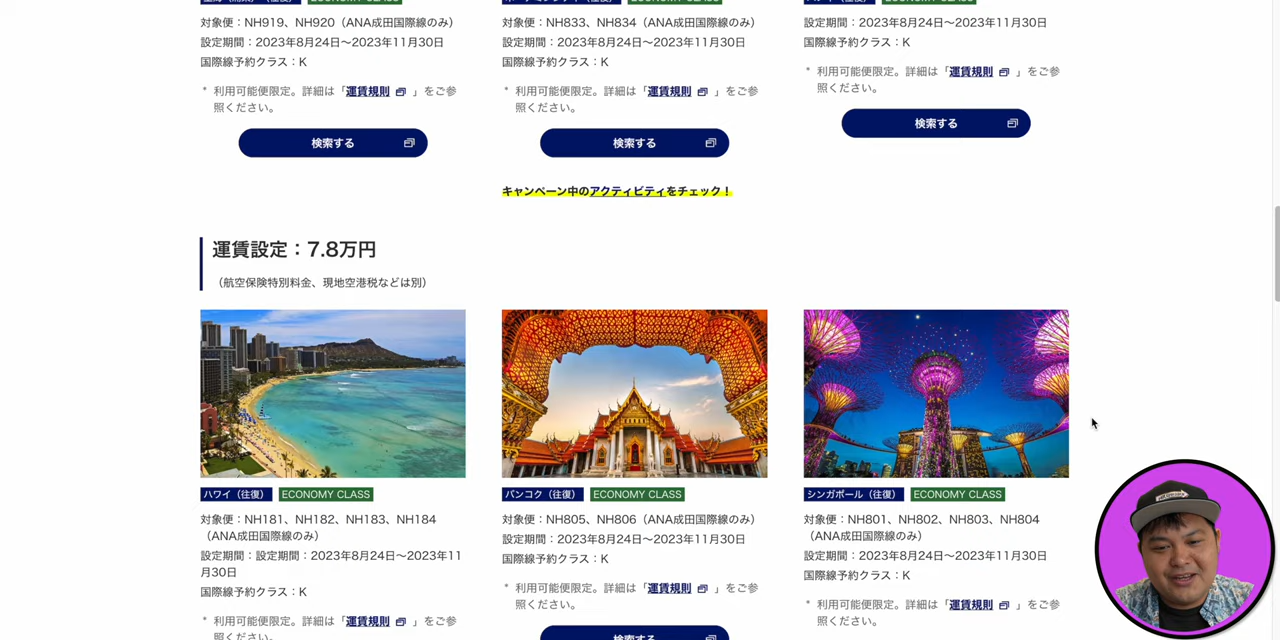 ECONOMY CLASS
対象便：NH919、NH920（ANA成田国際線のみ）
設定期間：2023年8月24日〜2023年11月30日
国際線予約クラス：K
* 利用可能便限定。詳細は「運賃規則 」をご参
照ください。
検索する
対象便：NH833、NH834（ANA成田国際線のみ）
設定期間：2023年8月24日〜2023年11月30日
国際線予約クラス：K
* 利用可能便限定。詳細は「運賃規則 」をご参
照ください。
検索する
設定期間：2023年8月24日〜2023年11月30日
国際線予約クラス：K
* 利用可能便限定。詳細は「運賃規則 」をご参
照ください。
検索する
キャンペーン中のアクティビティをチェック！
運賃設定：7.8万円
（航空保険特別料金、現地空港税などは別）
ハワイ（往復） ECONOMY CLASS
対象便：NH181、NH182、NH183、NH184
（ANA成田国際線のみ）
設定期間：設定期間：2023年8月24日〜2023年11
月30日
国際線予約クラス：K
* 利用可能便限定。詳細は「運賃規則 」をご参
照ください。
バンコク（往復） ECONOMY CLASS
対象便：NH805、NH806（ANA成田国際線のみ）
設定期間：2023年8月24日〜2023年11月30日
国際線予約クラス：K
* 利用可能便限定。詳細は「運賃規則 」をご参
照ください。
検索する
シンガポール（往復） ECONOMY CLASS
対象便：NH801、NH802、NH803、NH804
（ANA成田国際線のみ）
設定期間：2023年8月24日〜2023年11月30日
国際線予約クラス：K
* 利用可能便限定。詳細は「運賃規則 」をご参
照ください。